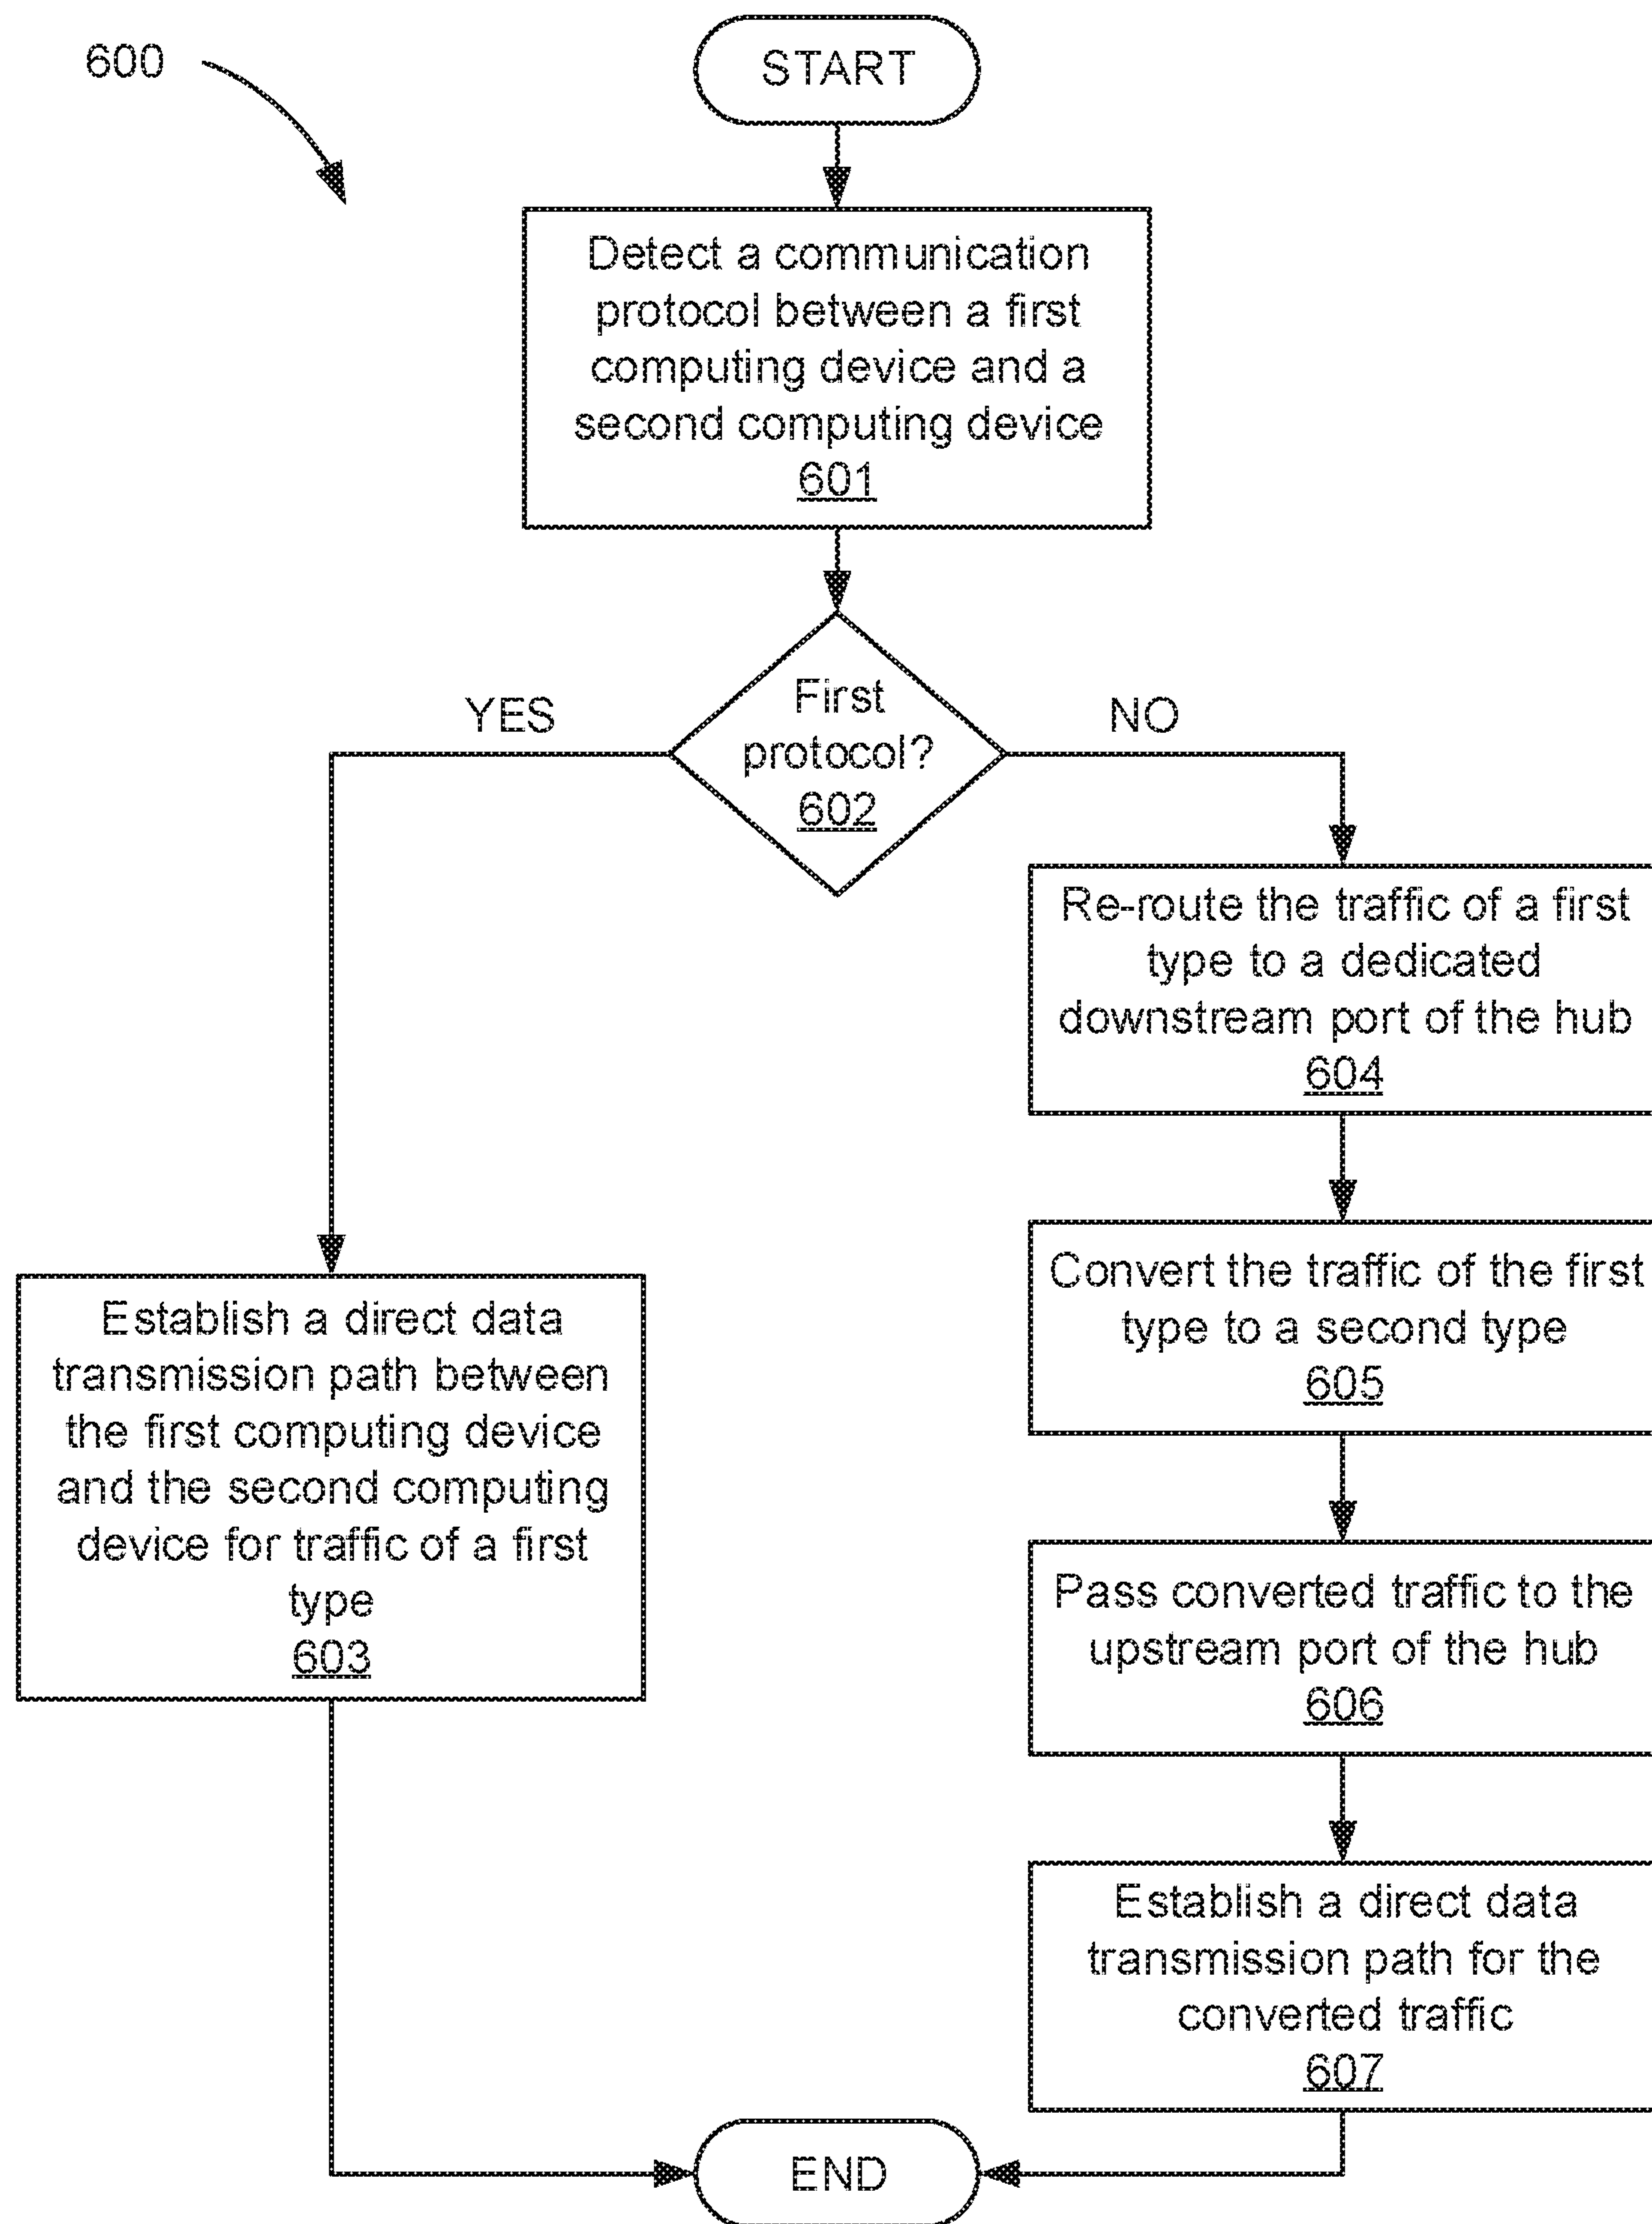 600
START
Detect a communication
protocol between a first
computing device and a
second computing device
601
First
protocol?
602
YES
NO
Establish a direct data
transmission path between
the first computing device
and the second computing
device for traffic of a first
type
603
Re-route the traffic of a first
type to a dedicated
downstream port of the hub
604
Convert the traffic of the first
type to a second type
605
Pass converted traffic to the
upstream port of the hub
606
Establish a direct data
transmission path for the
converted traffic
607
END